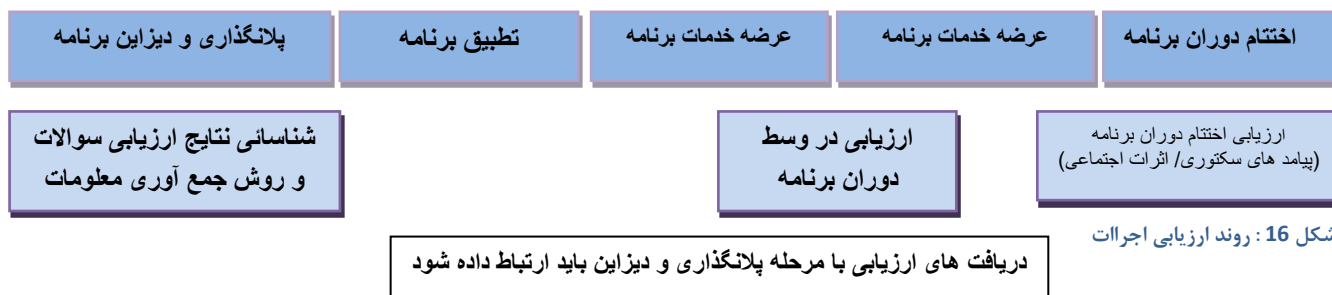 پلانگذاری و دیزاین برنامه
تطبیق برنامه
عرضه خدمات برنامه
عرضه خدمات برنامه
اختتام دوران برنامه
شناسائی نتایج ارزیابی سوالات
و روش جمع آوری معلومات
ارزیابی در وسط
دوران برنامه
ارزیابی اختتام دوران برنامه
(پیامد های سکتوری/ اثرات اجتماعی)
شکل 16 : روند ارزیابی اجراات
دریافت های ارزیابی با مرحله پلانگذاری و دیزاین باید ارتباط داده شود